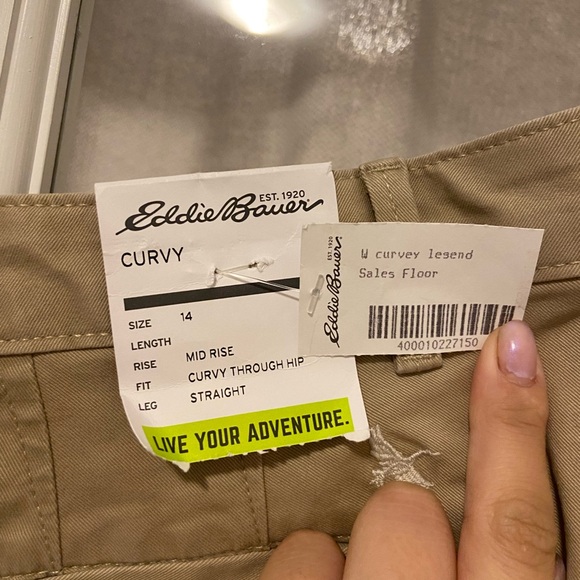 EST. 1920
Eddie Bauer
CURVY
SIZE 14
LENGTH
RISE MID RISE
FIT CURVY THROUGH HIP
LEG STRAIGHT
LIVE YOUR ADVENTURE.
EST. 1920
Eddie Bauer
W curvey legend
Sales Floor
400010227150